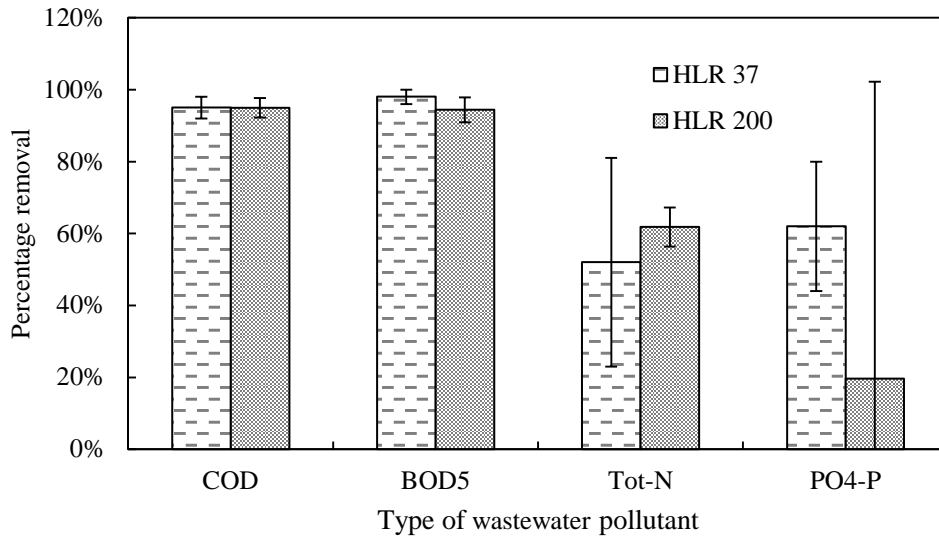 120%
100%
80%
60%
40%
20%
0%
Percentage removal
HLR 37
HLR 200
COD BOD5 Tot-N PO4-P
Type of wastewater pollutant